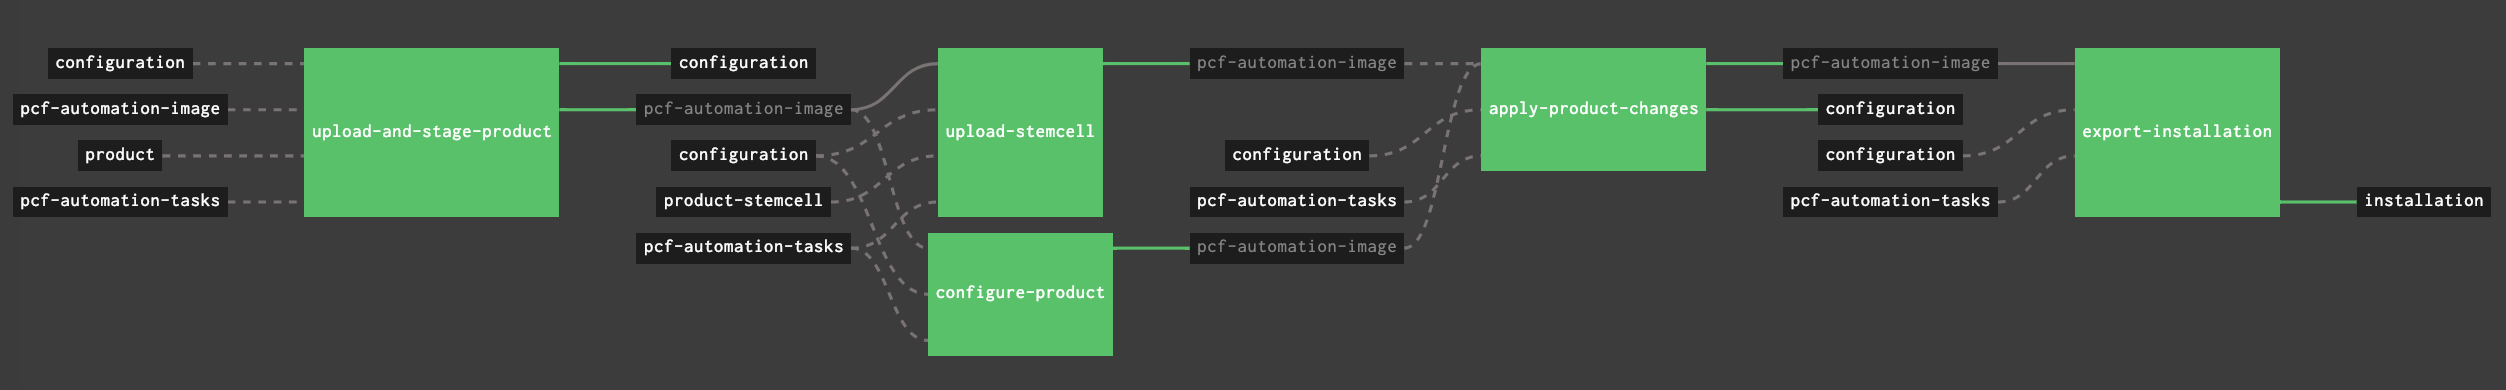 configuration
pcf-automation-image
product
pcf-automation-tasks
upload-and-stage-product
configuration
pcf-automation-image
configuration
product-stemcell
pcf-automation-tasks
upload-stemcell
configure-product
pcf-automation-image
configuration
pcf-automation-tasks
pcf-automation-image
apply-product-changes
pcf-automation-image
configuration
configuration
pcf-automation-tasks
export-installation
installation